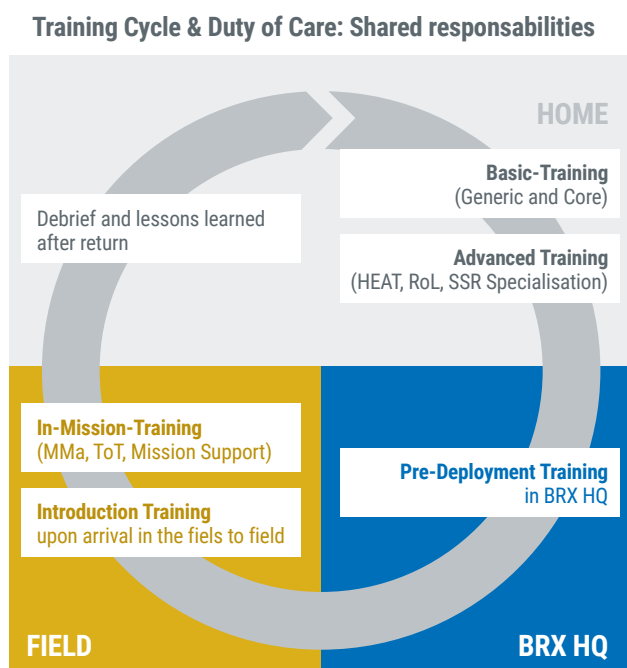 Training Cycle & Duty of Care: Shared responsabilities
HOME
Basic-Training
(Generic and Core)
Advanced Training
(HEAT, RoL, SSR Specialisation)
Debrief and lessons learned
after return
In-Mission-Training
(MMa, ToT, Mission Support)
Introduction Training
upon arrival in the fiels to field
Pre-Deployment Training
in BRX HQ
FIELD
BRX HQ